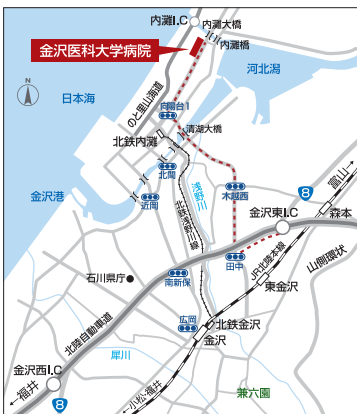 内灘I.C
内灘大橋
内灘橋
金沢医科大学病院
河北潟
のと里山海道
日本海
向陽台1
清湖大橋
北鉄内灘
北間
浅野川
金沢港
近岡
木越西
富山
8
北鉄浅野川線
金沢東I.C
森本
石川県庁
田中
JR北陸本線
山側環状
南新保
東金沢
北陸自動車道
広岡
北鉄金沢
金沢
金沢西I.C
犀川
8
福井
小松・福井
兼六園
N